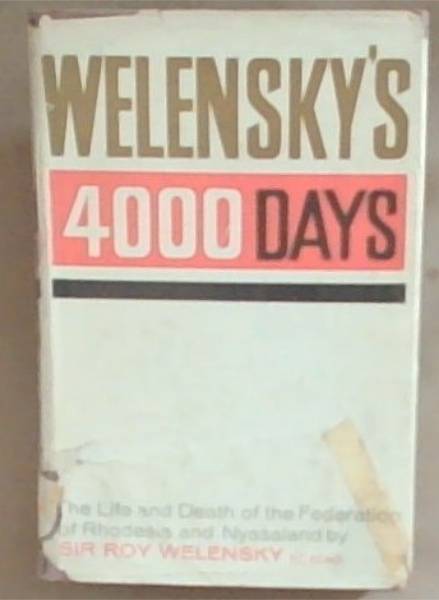 WELENSKY'S
4000 DAYS
The Life and Death of the Federation
of Rhodesia and Nyasaland by
SIR ROY WELENSKY